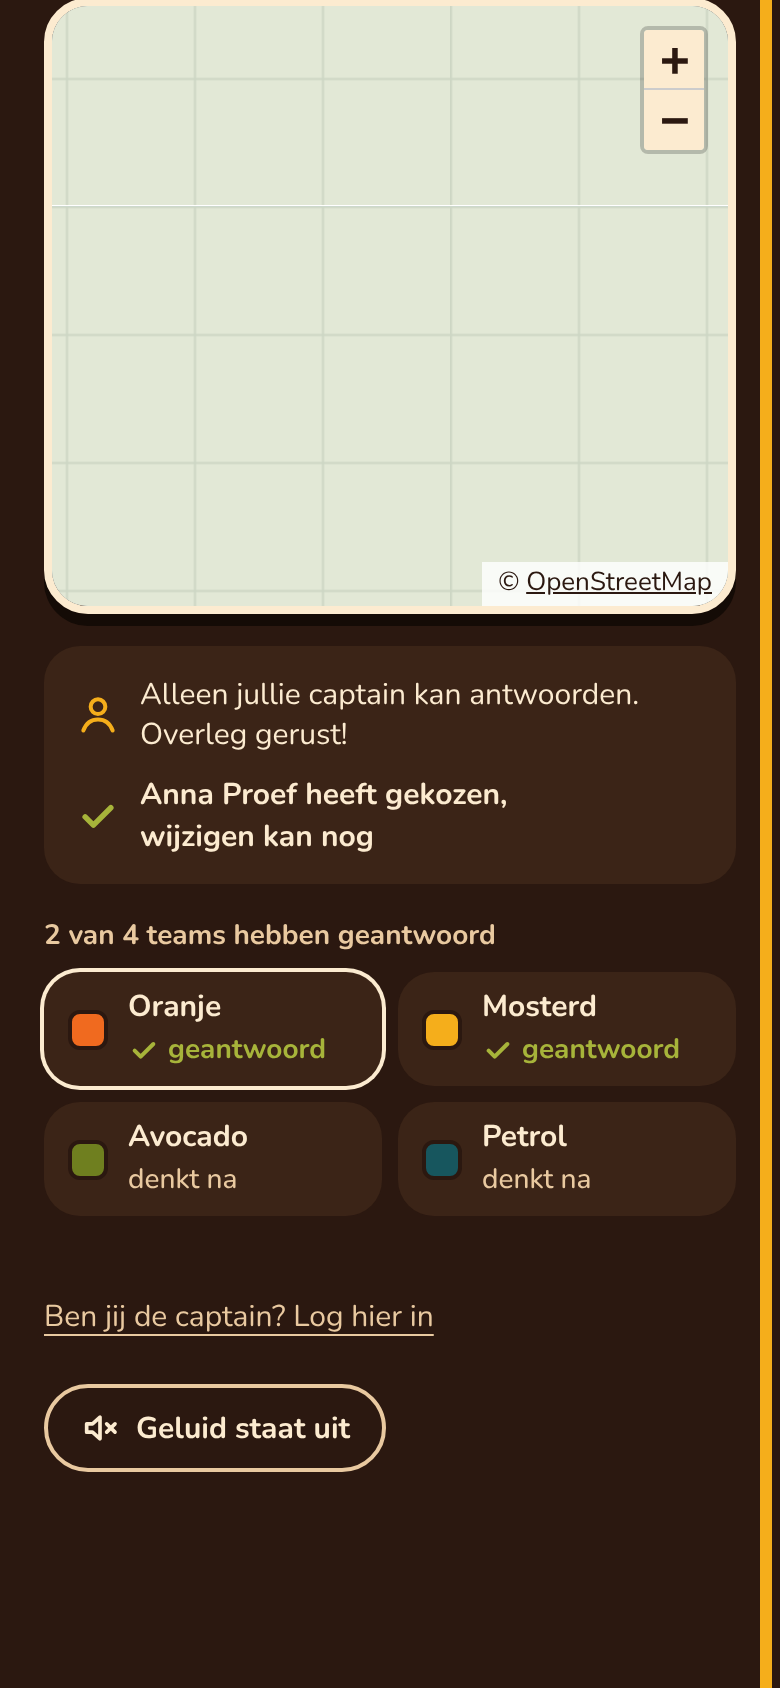 +
−
© OpenStreetMap
Alleen jullie captain kan antwoorden.
Overleg gerust!
Anna Proef heeft gekozen,
wijzigen kan nog
2 van 4 teams hebben geantwoord
Oranje
geantwoord
Mosterd
geantwoord
Avocado
denkt na
Petrol
denkt na
Ben jij de captain? Log hier in
Geluid staat uit